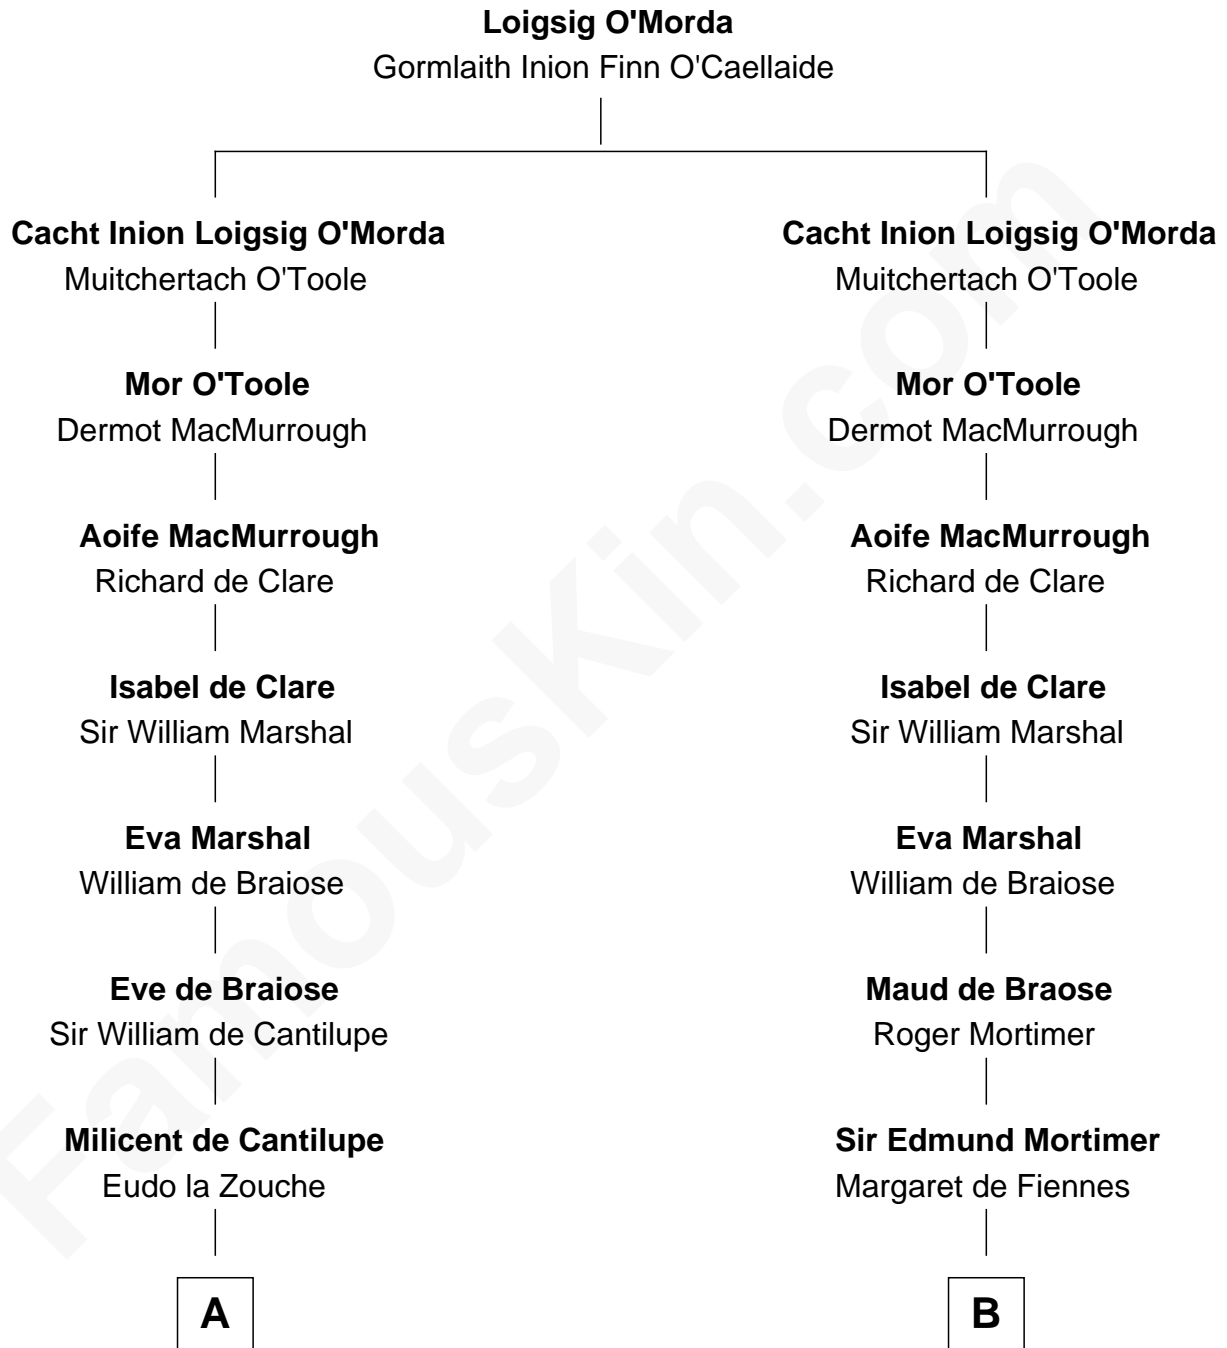 Loigsig O'Morda
Gormlaith Inion Finn O'Caellaide
Cacht Inion Loigsig O'Morda
Muitchertach O'Toole
Mor O'Toole
Dermot MacMurrough
Aoife MacMurrough
Richard de Clare
Isabel de Clare
Sir William Marshal
Eva Marshal
William de Braiose
Eve de Braiose
Sir William de Cantilupe
Milicent de Cantilupe
Eudo la Zouche
A
Cacht Inion Loigsig O'Morda
Muitchertach O'Toole
Mor O'Toole
Dermot MacMurrough
Aoife MacMurrough
Richard de Clare
Isabel de Clare
Sir William Marshal
Eva Marshal
William de Braiose
Maud de Braose
Roger Mortimer
Sir Edmund Mortimer
Margaret de Fiennes
B
FamousKin.com